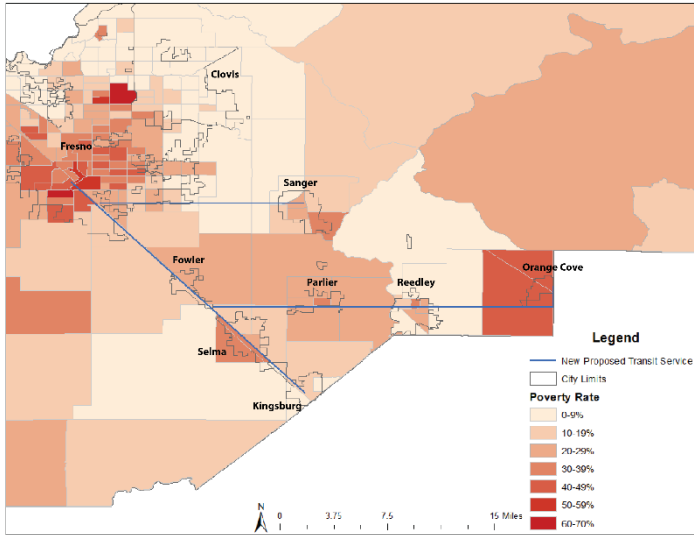 Clovis
Fresno
Sanger
Fowler
Parlier
Reedley
Orange Cove
Selma
Kingsburg
Legend
New Proposed Transit Service
City Limits
Poverty Rate
0-9%
10-19%
20-29%
30-39%
40-49%
50-59%
60-70%
N
0 3.75 7.5 15 Miles